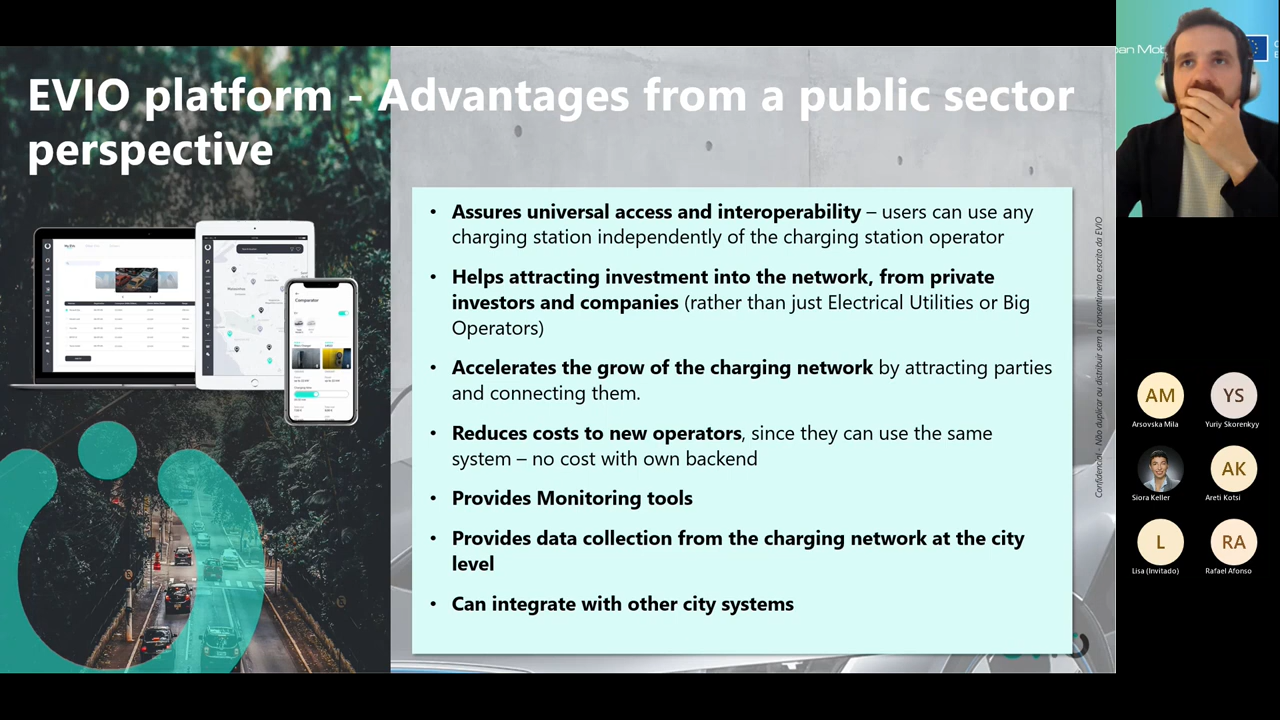 EVIO platform - Advantages from a public sector
perspective
• Assures universal access and interoperability – users can use any
charging station independently of the charging station operator
• Helps attracting investment into the network, from private
investors and companies (rather than just Electrical Utilities or Big
Operators)
• Accelerates the grow of the charging network by attracting parties
and connecting them.
• Reduces costs to new operators, since they can use the same
system – no cost with own backend
• Provides Monitoring tools
• Provides data collection from the charging network at the city
level
• Can integrate with other city systems
Comparator
Confidencial - Não duplicar ou distribuir sem o consentimento escrito da EVIO
AM
Arsovska Mila
YS
Yuriy Skorenkyy
Siora Keller
AK
Areti Kotsi
L
Lisa (Invitado)
RA
Rafael Afonso